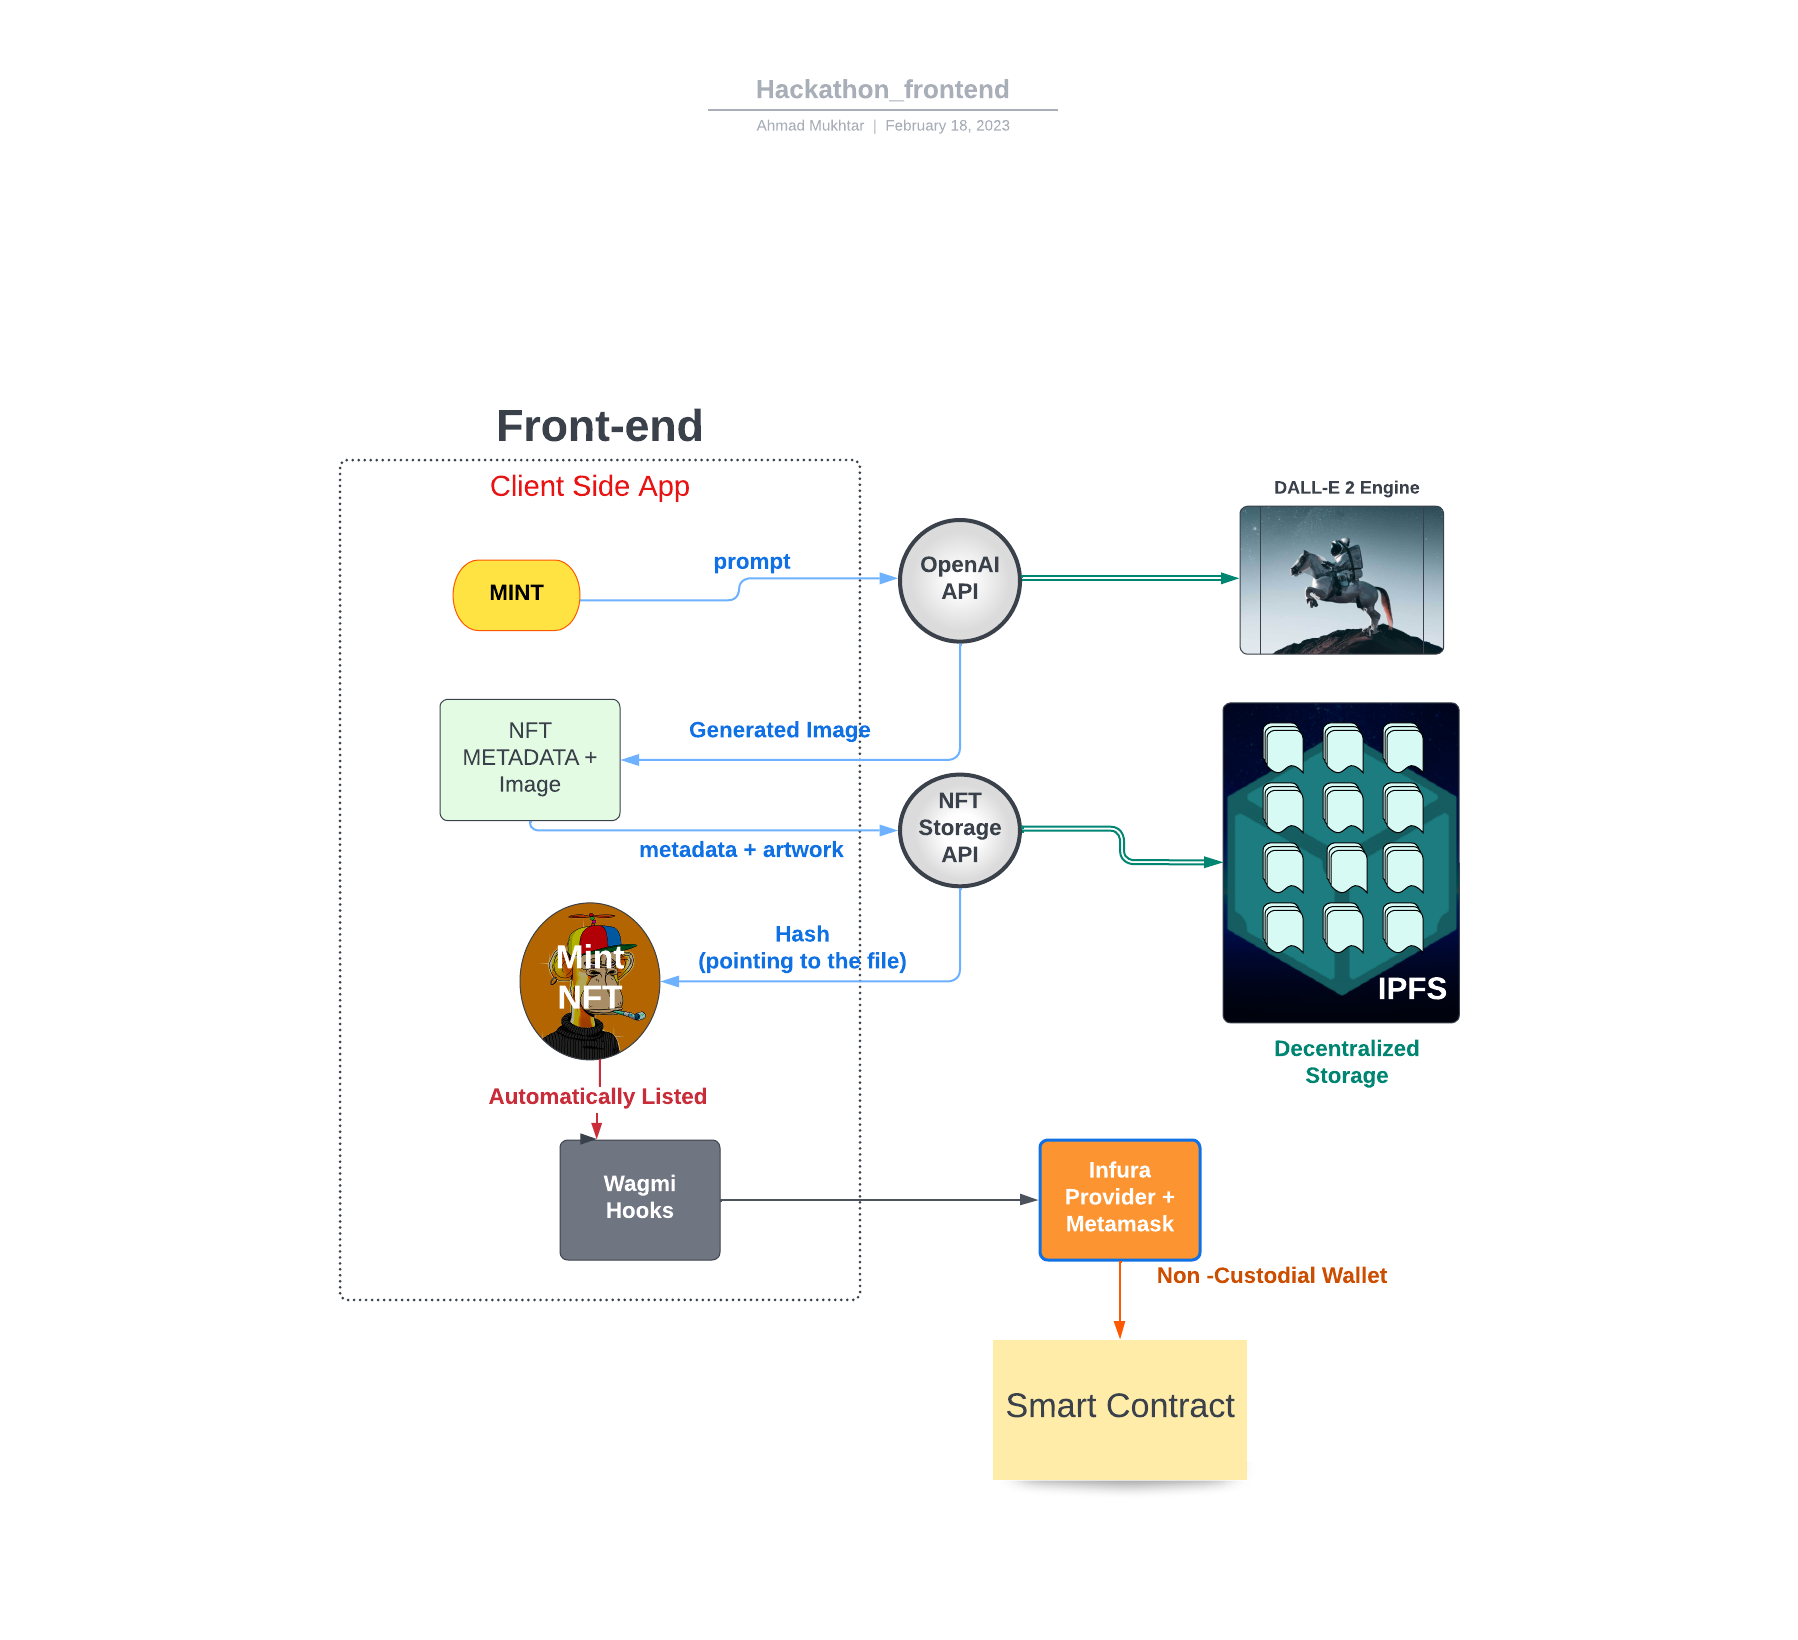 Hackathon_frontend
Ahmad Mukhtar | February 18, 2023
Front-end
Client Side App
DALL-E 2 Engine
MINT
prompt
OpenAI
API
NFT
METADATA +
Image
Generated Image
NFT
Storage
API
metadata + artwork
Mint
NFT
Hash
(pointing to the file)
IPFS
Decentralized
Storage
Automatically Listed
Wagmi
Hooks
Infura
Provider +
Metamask
Non -Custodial Wallet
Smart Contract